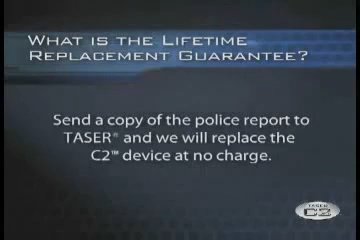 What is the Lifetime
Replacement Guarantee?
Send a copy of the police report to
TASER® and we will replace the
C2™ device at no charge.
TASER
C2